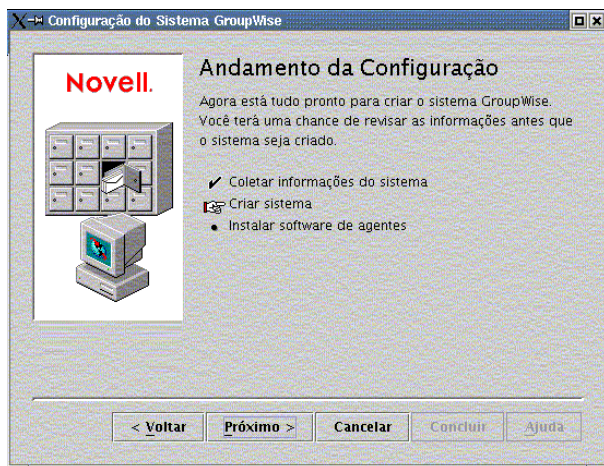 Configuração do Sistema GroupWise
Novell.
Andamento da Configuração
Agora está tudo pronto para criar o sistema GroupWise.
Você terá uma chance de revisar as informações antes que
o sistema seja criado.
Coletar informações do sistema
Criar sistema
Instalar software de agentes
< Voltar
Próximo >
Cancelar
Concluir
Ajuda